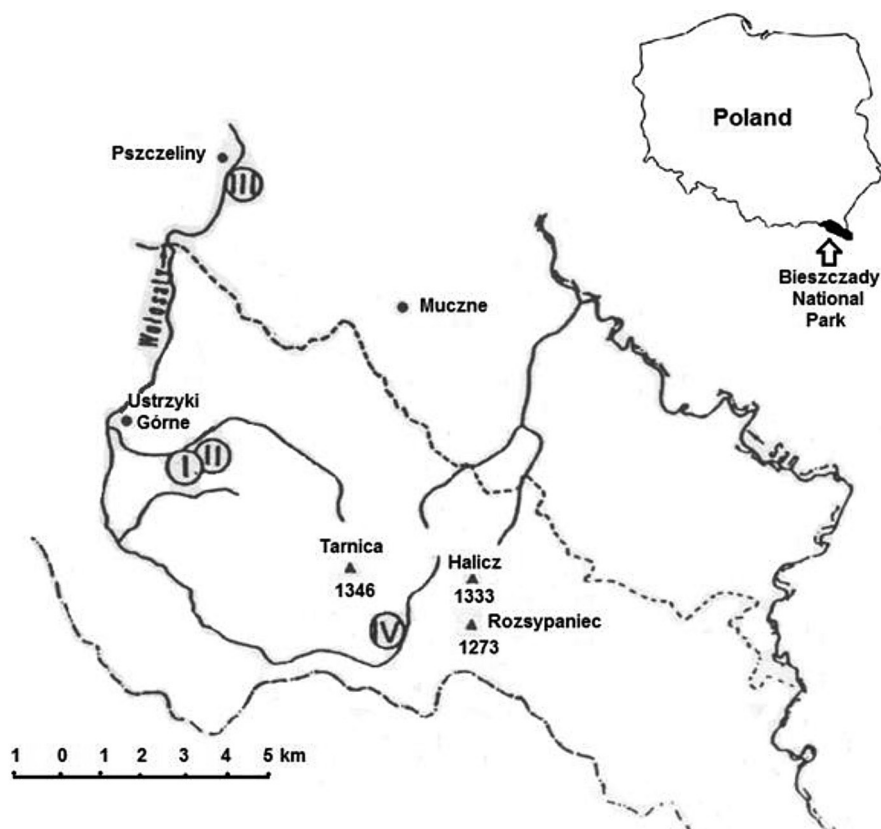 Poland
Bieszczady
National
Park
Pszczeliny
III
Wołosaty
Muczne
Ustrzyki
Górne
I
II
San
Tarnica
1346
Halicz
1333
IV
Rozsypaniec
1273
1 0 1 2 3 4 5 km